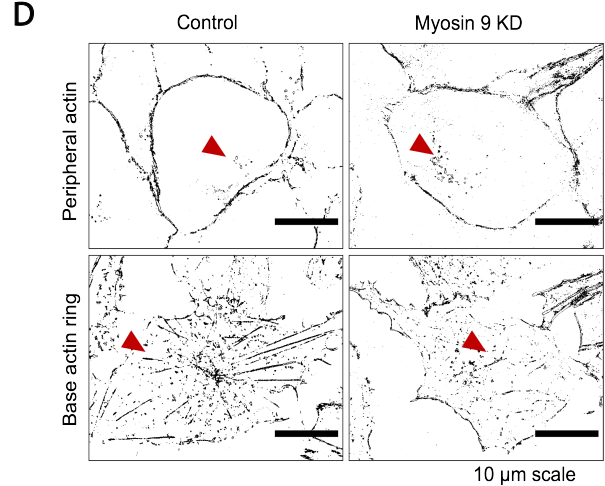 D
Control Myosin 9 KD
Peripheral actin
Base actin ring
10 µm scale